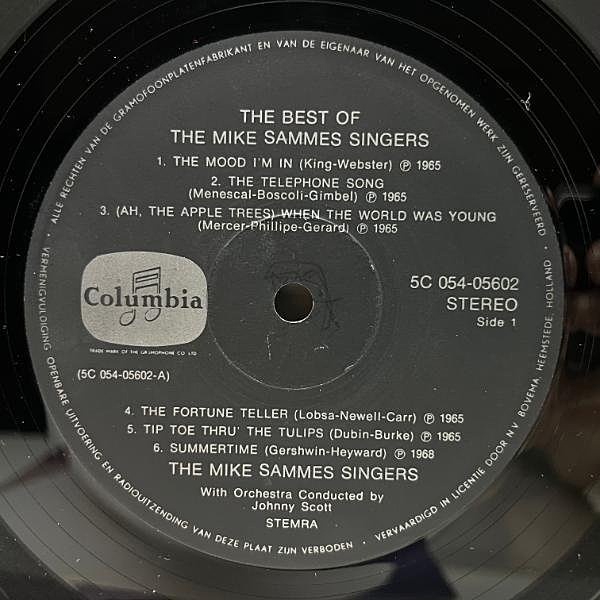 ALLE RECHTEN VAN DE GRAMOFOONPLATENFABRIKANT EN VAN DE EIGENAAR VAN HET OPGENOMEN WERK ZIJN GERESERVEERD
THE BEST OF
THE MIKE SAMMES SINGERS
1. THE MOOD I'M IN (King-Webster) ℗ 1965
2. THE TELEPHONE SONG
(Menescal-Boscoli-Gimbel) ℗ 1965
3. (AH, THE APPLE TREES) WHEN THE WORLD WAS YOUNG
(Mercer-Phillipe-Gerard) ℗ 1965
Columbia
TRADE MARK OF THE GRAMOPHONE CO. LTD
5C 054-05602
STEREO
Side 1
(5C 054-05602-A)
4. THE FORTUNE TELLER (Lobsa-Newell-Carr) ℗ 1965
5. TIP TOE THRU' THE TULIPS (Dubin-Burke) ℗ 1965
6. SUMMERTIME (Gershwin-Heyward) ℗ 1968
THE MIKE SAMMES SINGERS
With Orchestra Conducted by
Johnny Scott
STEMRA
VERMENIGVULDIGING OPENBARE UITVOERING EN RADIOUITZENDING VAN DEZE PLAAT ZIJN VERBODEN · VERVAARDIGD IN LICENTIE DOOR N.V. BOVEMA, HEEMSTEDE, HOLLAND